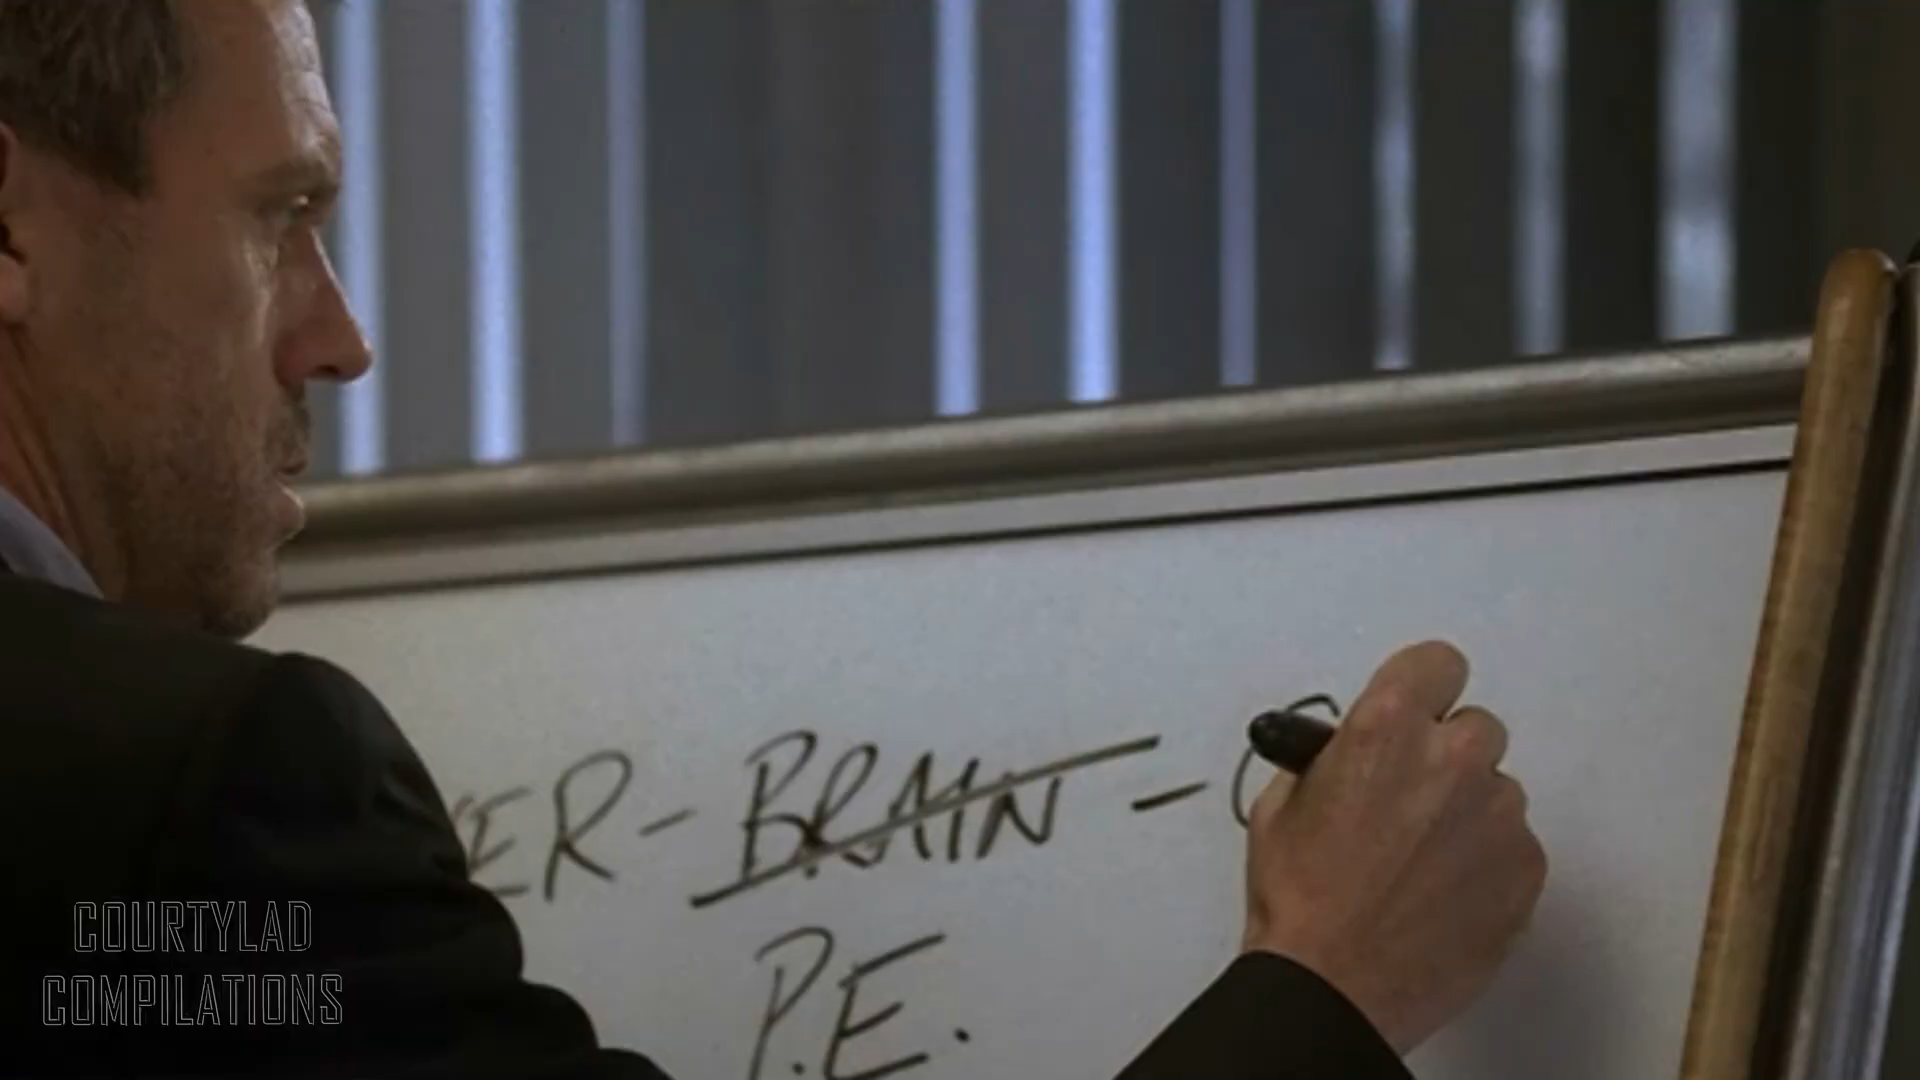 ER - BRAIN - C
P.E.
COURTYLAD
COMPILATIONS